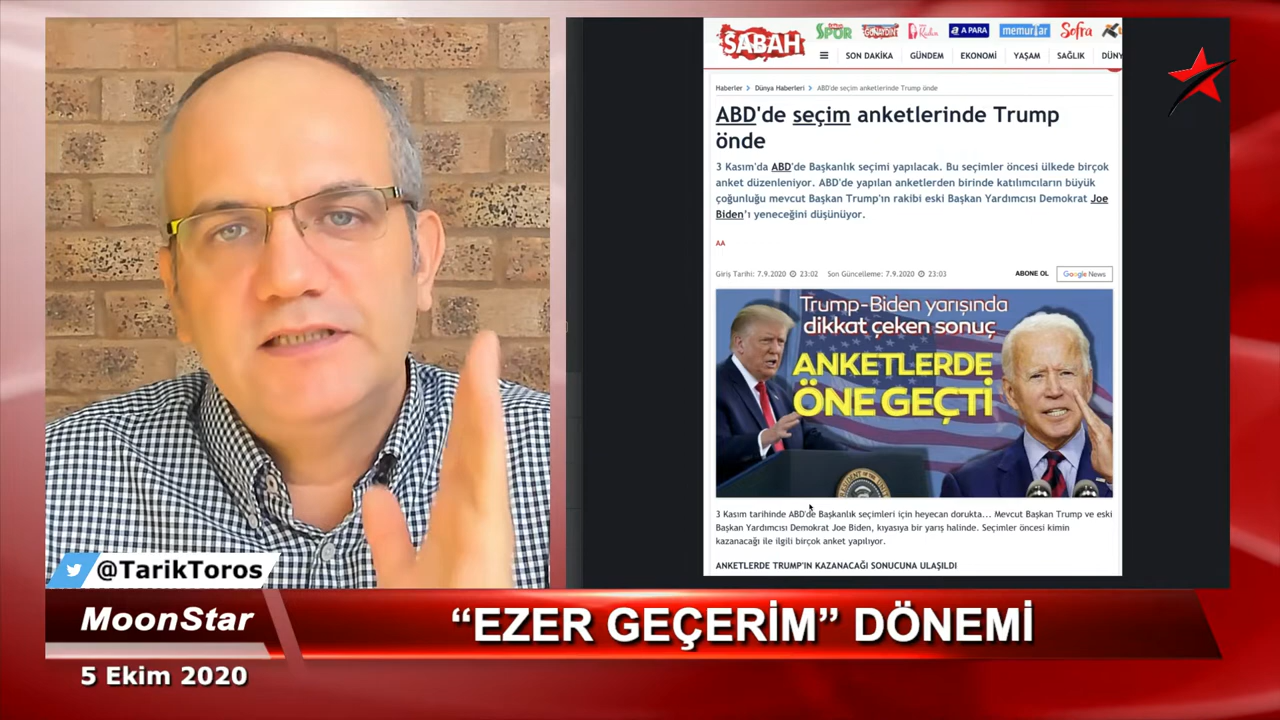 SABAH
SPOR
GÜNAYDIN
A PARA
memurlar
Sofra
SON DAKİKA GÜNDEM EKONOMİ YAŞAM SAĞLIK DÜNY
Haberler Dünya Haberleri ABD'de seçim anketlerinde Trump önde
ABD'de seçim anketlerinde Trump
önde
3 Kasım'da ABD'de Başkanlık seçimi yapılacak. Bu seçimler öncesi ülkede birçok
anket düzenleniyor. ABD'de yapılan anketlerden birinde katılımcıların büyük
çoğunluğu mevcut Başkan Trump'ın rakibi eski Başkan Yardımcısı Demokrat Joe
Biden'ı yeneceğini düşünüyor.
AA
Giriş Tarihi: 7.9.2020 23:02 Son Güncelleme: 7.9.2020 23:03 ABONE OL Google News
Trump-Biden yarışında
dikkat çeken sonuç
ANKETLERDE
ÖNE GEÇTİ
3 Kasım tarihinde ABD'de Başkanlık seçimleri için heyecan dorukta... Mevcut Başkan Trump ve eski
Başkan Yardımcısı Demokrat Joe Biden, kıyasıya bir yarış halinde. Seçimler öncesi kimin
kazanacağı ile ilgili birçok anket yapılıyor.
ANKETLERDE TRUMP'IN KAZANACAĞI SONUCUNA ULAŞILDI
@TarikToros
MoonStar
“EZER GEÇERİM” DÖNEMİ
5 Ekim 2020